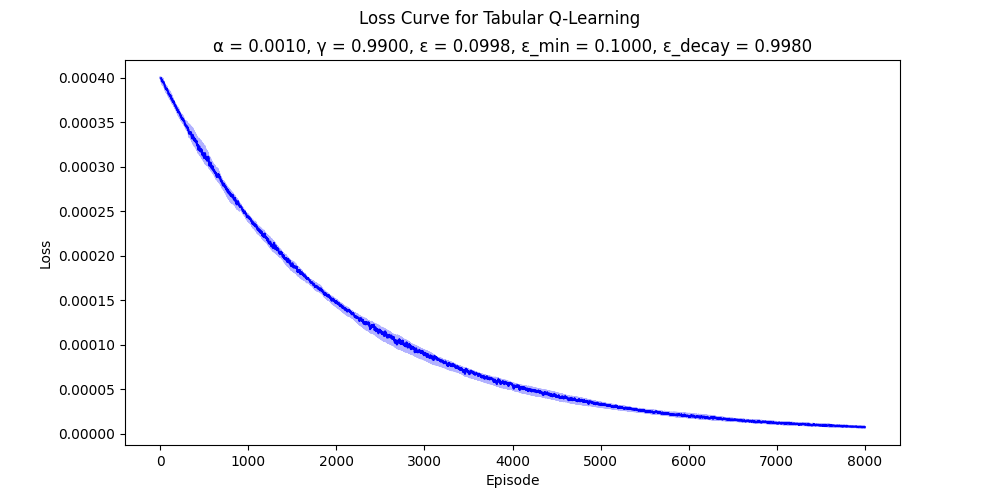 Loss Curve for Tabular Q-Learning
α = 0.0010, γ = 0.9900, ε = 0.0998, ε_min = 0.1000, ε_decay = 0.9980
0.00040
0.00035
0.00030
0.00025
0.00020
0.00015
0.00010
0.00005
0.00000
Loss
0 1000 2000 3000 4000 5000 6000 7000 8000
Episode